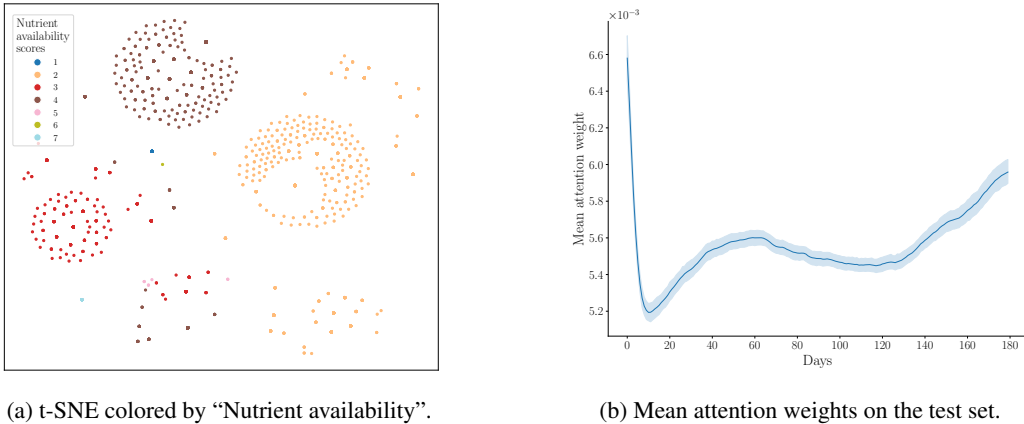 Nutrient
availability
scores
1
2
3
4
5
6
7
×10⁻³
6.6
6.4
6.2
6.0
5.8
5.6
5.4
5.2
Mean attention weight
0 20 40 60 80 100 120 140 160 180
Days
(a) t-SNE colored by “Nutrient availability”.
(b) Mean attention weights on the test set.